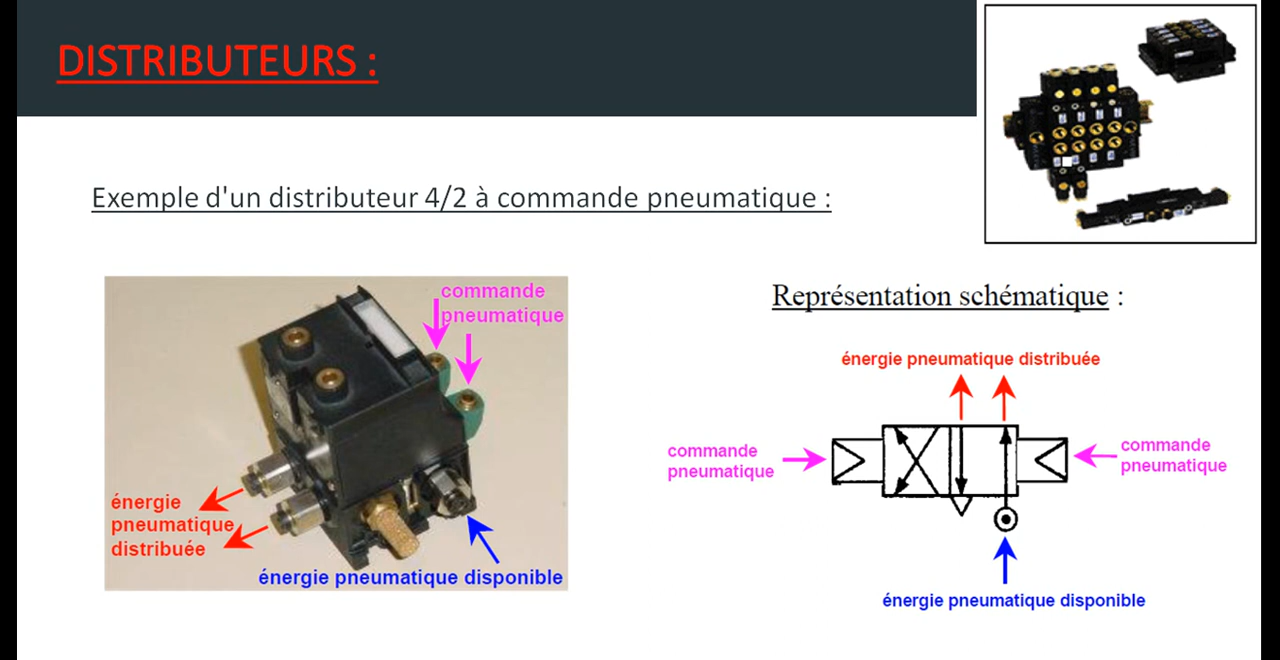 DISTRIBUTEURS :
Exemple d'un distributeur 4/2 à commande pneumatique :
commande
pneumatique
énergie
pneumatique
distribuée
énergie pneumatique disponible
Représentation schématique :
énergie pneumatique distribuée
commande
pneumatique
commande
pneumatique
énergie pneumatique disponible